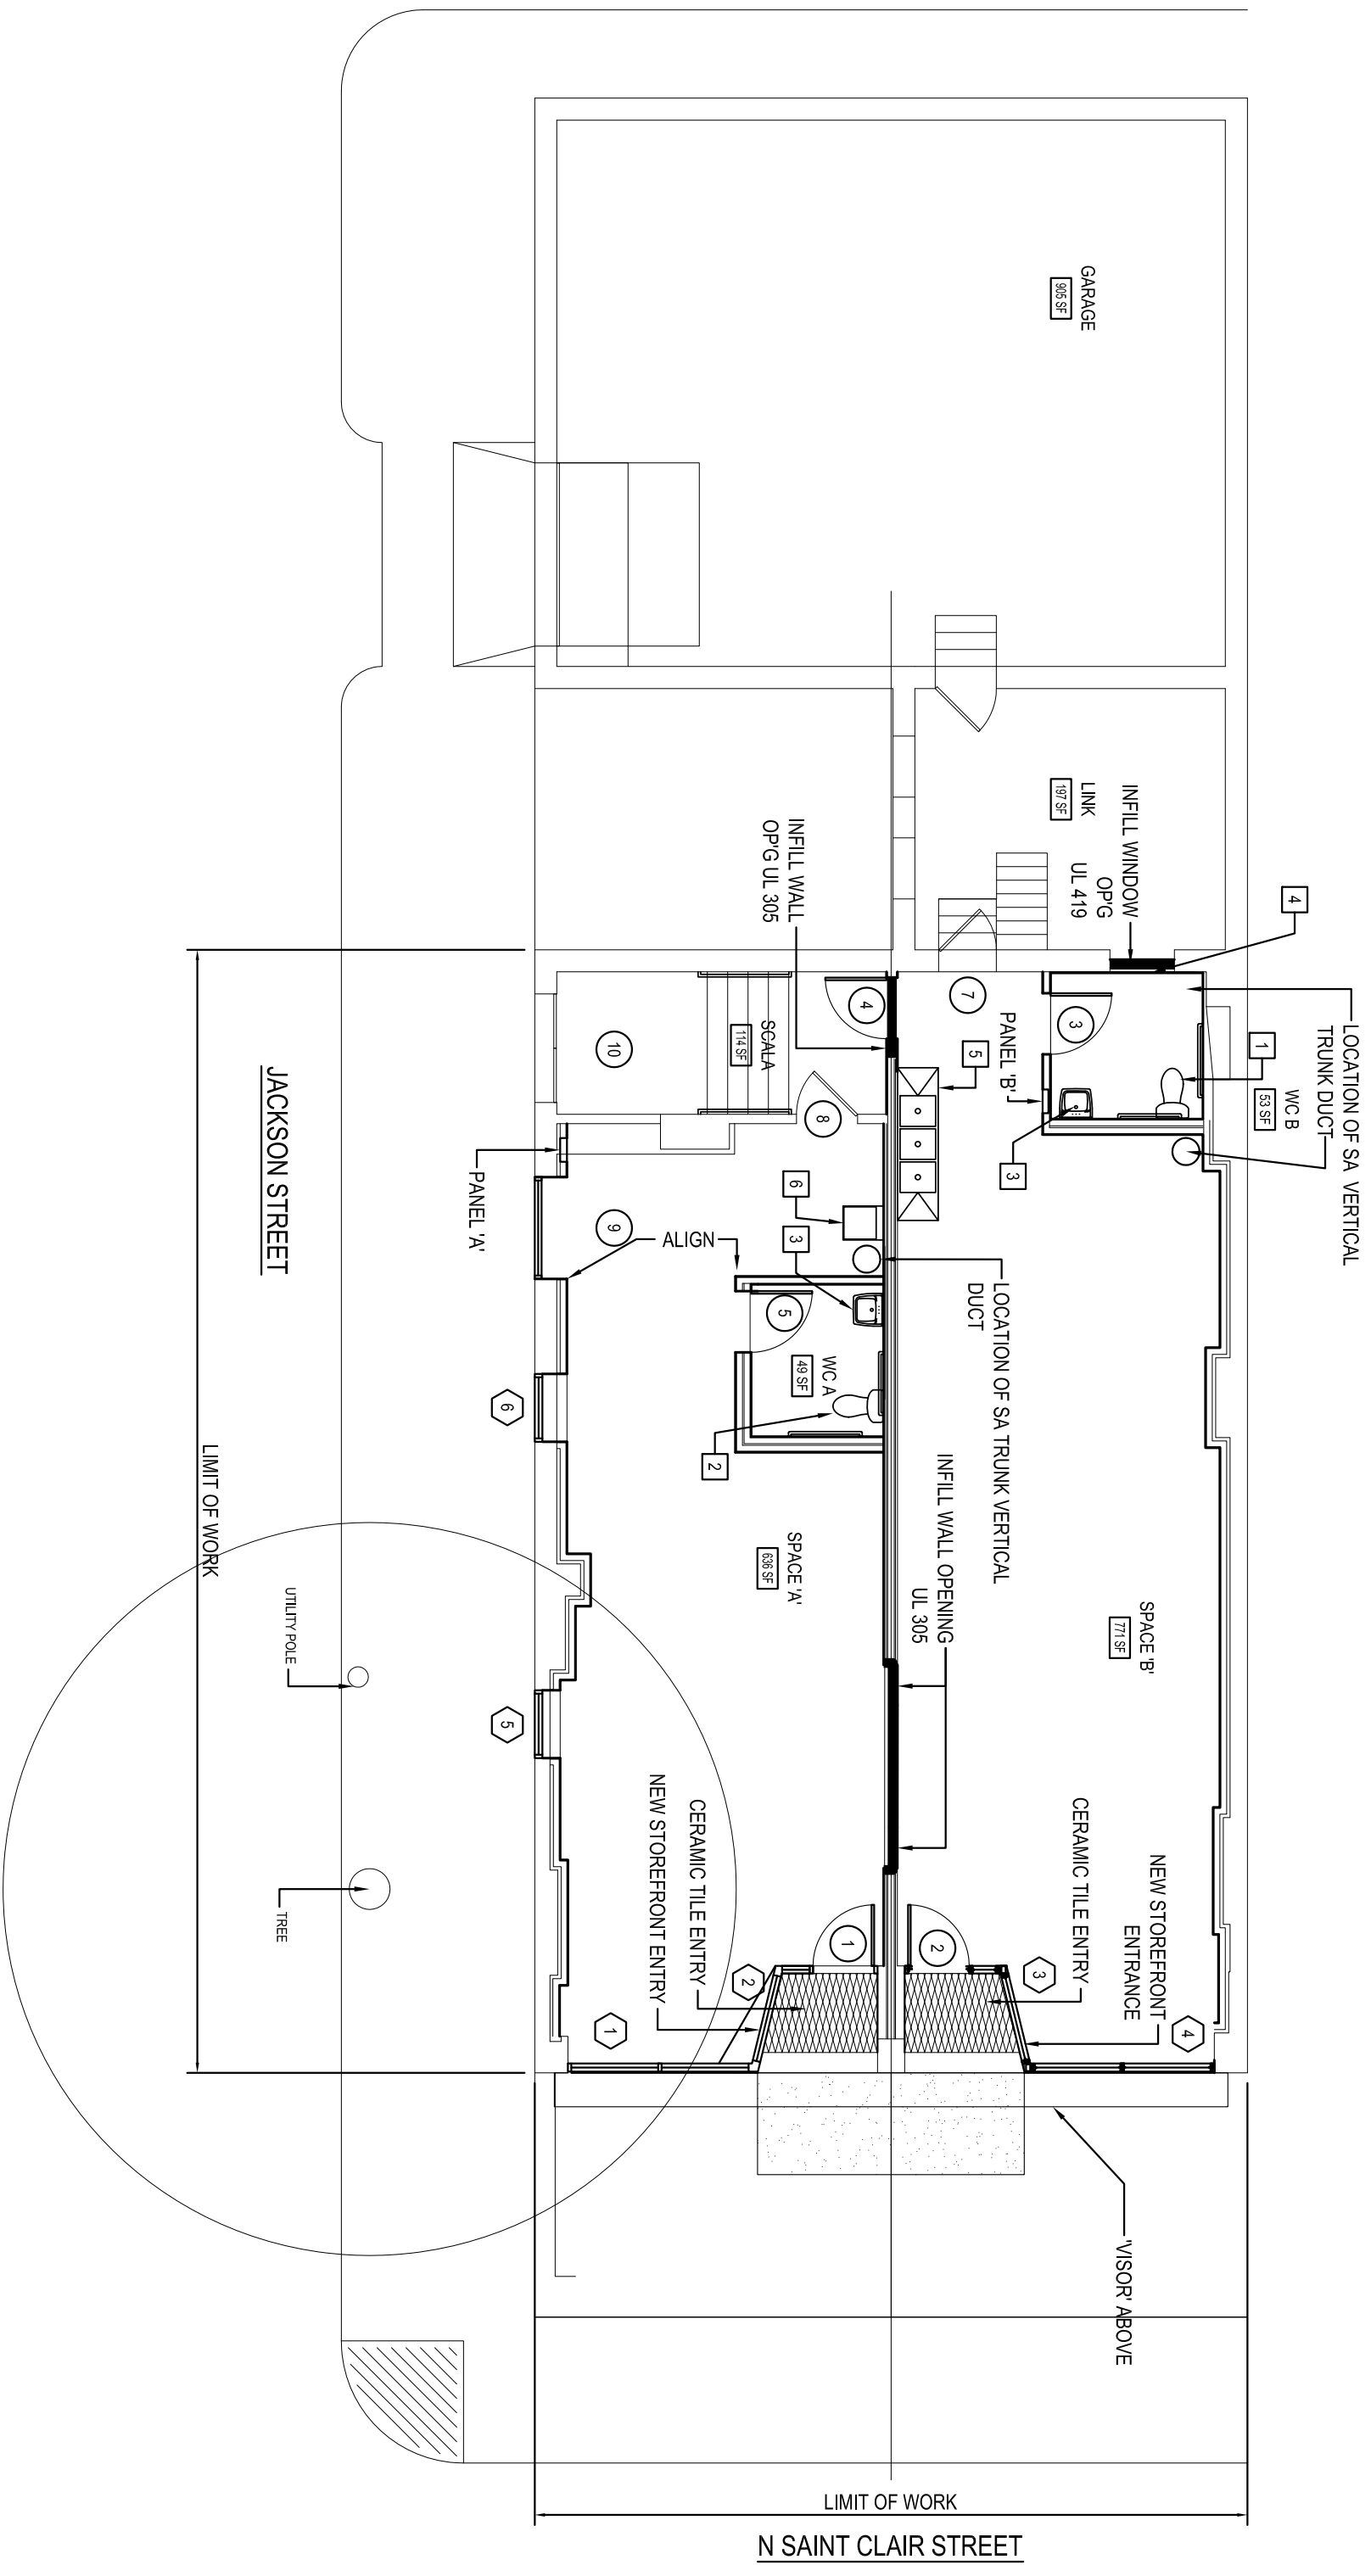 GARAGE
905 SF
LINK
197 SF
INFILL WINDOW
OP'G
UL 419
4
LOCATION OF SA VERTICAL
TRUNK DUCT
1
WC B
53 SF
3
3
7
PANEL 'B'
5
INFILL WALL
OP'G UL 305
4
SCALA
114 SF
10
8
PANEL 'A'
6
3
9
ALIGN
5
WC A
49 SF
2
LOCATION OF SA TRUNK VERTICAL
DUCT
INFILL WALL OPENING
UL 305
SPACE 'A'
636 SF
SPACE 'B'
771 SF
6
5
JACKSON STREET
LIMIT OF WORK
UTILITY POLE
TREE
NEW STOREFRONT ENTRY
CERAMIC TILE ENTRY
1
2
1
2
3
4
CERAMIC TILE ENTRY
NEW STOREFRONT
ENTRANCE
'VISOR' ABOVE
LIMIT OF WORK
N SAINT CLAIR STREET